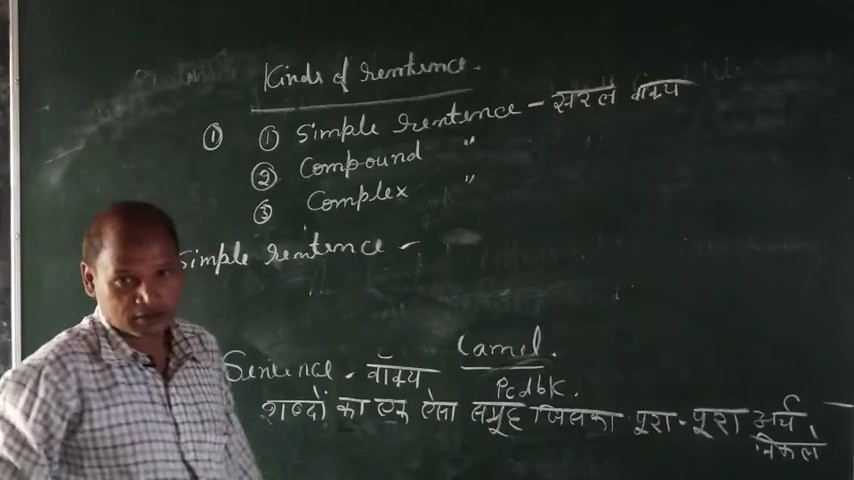 Kinds of sentence.
① ① Simple sentence - सरल वाक्य
② Compound "
③ Complex "
Simple sentence -
Sentence - वाक्य Camil.
Pcdbk.
शब्दों का एक ऐसा समूह जिसका पूरा-पूरा अर्थ
निकले